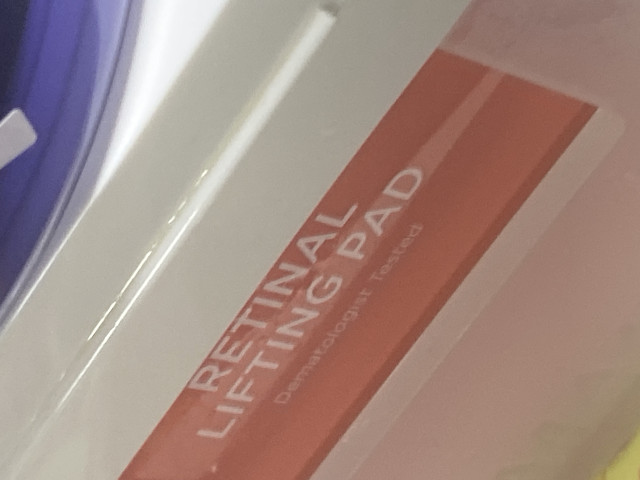 RETINAL
LIFTING PAD
Dermatologist Tested